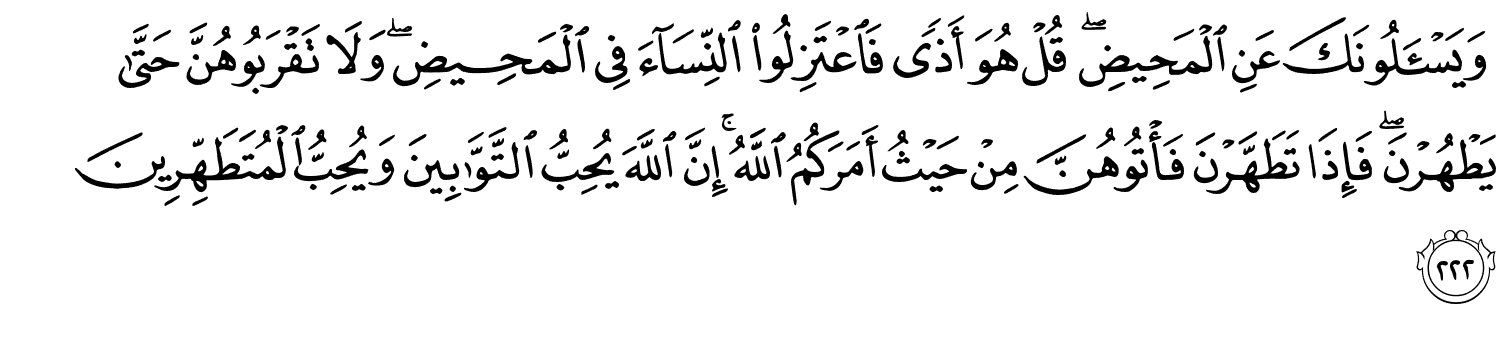 وَيَسْـَٔلُونَكَ عَنِ ٱلْمَحِيضِ ۖ قُلْ هُوَ أَذًى فَٱعْتَزِلُوا۟ ٱلنِّسَآءَ فِى ٱلْمَحِيضِ ۖ وَلَا تَقْرَبُوهُنَّ حَتَّىٰ
يَطْهُرْنَ ۖ فَإِذَا تَطَهَّرْنَ فَأْتُوهُنَّ مِنْ حَيْثُ أَمَرَكُمُ ٱللَّهُ ۚ إِنَّ ٱللَّهَ يُحِبُّ ٱلتَّوَّٰبِينَ وَيُحِبُّ ٱلْمُتَطَهِّرِينَ
٢٢٢